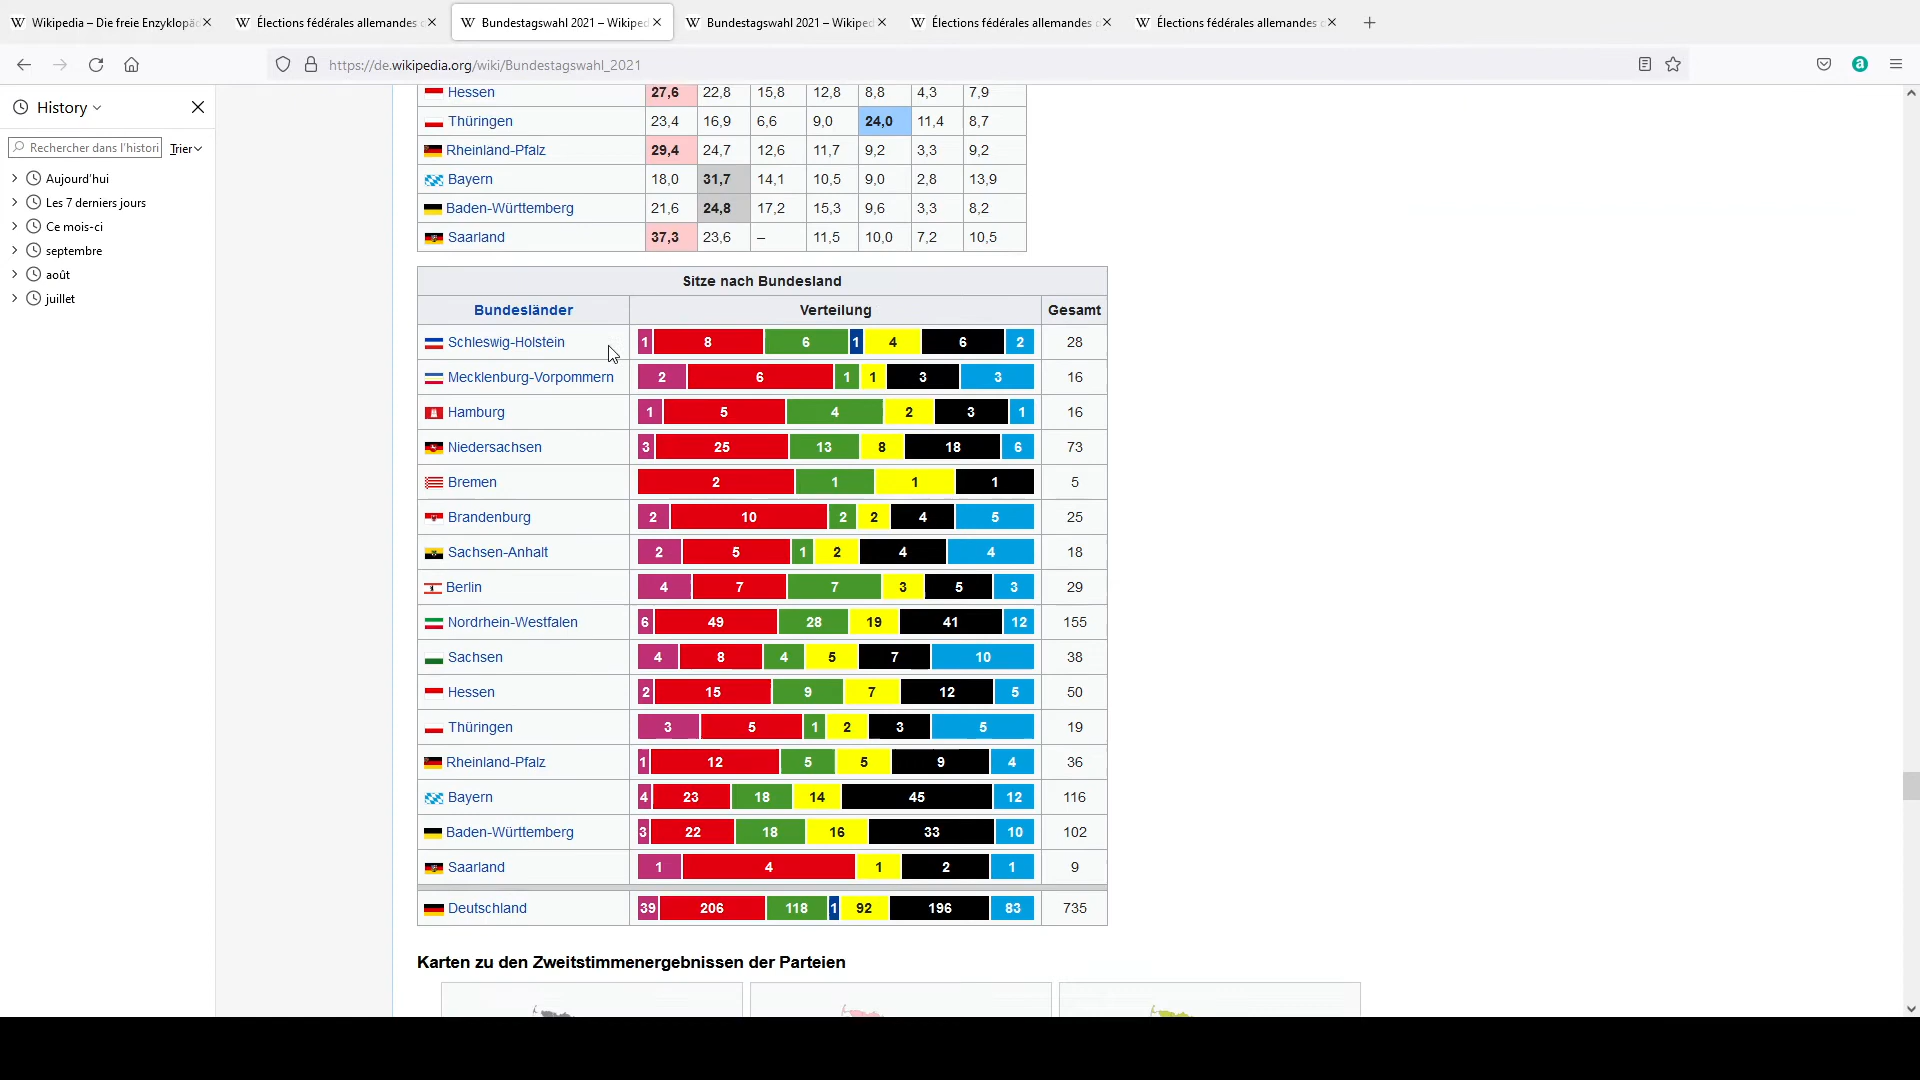 Wikipedia – Die freie Enzyklopäd
Élections fédérales allemandes d
Bundestagswahl 2021 – Wikiped
Bundestagswahl 2021 – Wikiped
Élections fédérales allemandes d
Élections fédérales allemandes d
https://de.wikipedia.org/wiki/Bundestagswahl_2021
a
History
Rechercher dans l'histori
Trier
Aujourd'hui
Les 7 derniers jours
Ce mois-ci
septembre
août
juillet
Hessen 27,6 22,8 15,8 12,8 8,8 4,3 7,9
Thüringen 23,4 16,9 6,6 9,0 24,0 11,4 8,7
Rheinland-Pfalz 29,4 24,7 12,6 11,7 9,2 3,3 9,2
Bayern 18,0 31,7 14,1 10,5 9,0 2,8 13,9
Baden-Württemberg 21,6 24,8 17,2 15,3 9,6 3,3 8,2
Saarland 37,3 23,6 – 11,5 10,0 7,2 10,5
Sitze nach Bundesland
Bundesländer Verteilung Gesamt
Schleswig-Holstein 1 8 6 1 4 6 2 28
Mecklenburg-Vorpommern 2 6 1 1 3 3 16
Hamburg 1 5 4 2 3 1 16
Niedersachsen 3 25 13 8 18 6 73
Bremen 2 1 1 1 5
Brandenburg 2 10 2 2 4 5 25
Sachsen-Anhalt 2 5 1 2 4 4 18
Berlin 4 7 7 3 5 3 29
Nordrhein-Westfalen 6 49 28 19 41 12 155
Sachsen 4 8 4 5 7 10 38
Hessen 2 15 9 7 12 5 50
Thüringen 3 5 1 2 3 5 19
Rheinland-Pfalz 1 12 5 5 9 4 36
Bayern 4 23 18 14 45 12 116
Baden-Württemberg 3 22 18 16 33 10 102
Saarland 1 4 1 2 1 9
Deutschland 39 206 118 1 92 196 83 735
Karten zu den Zweitstimmenergebnissen der Parteien